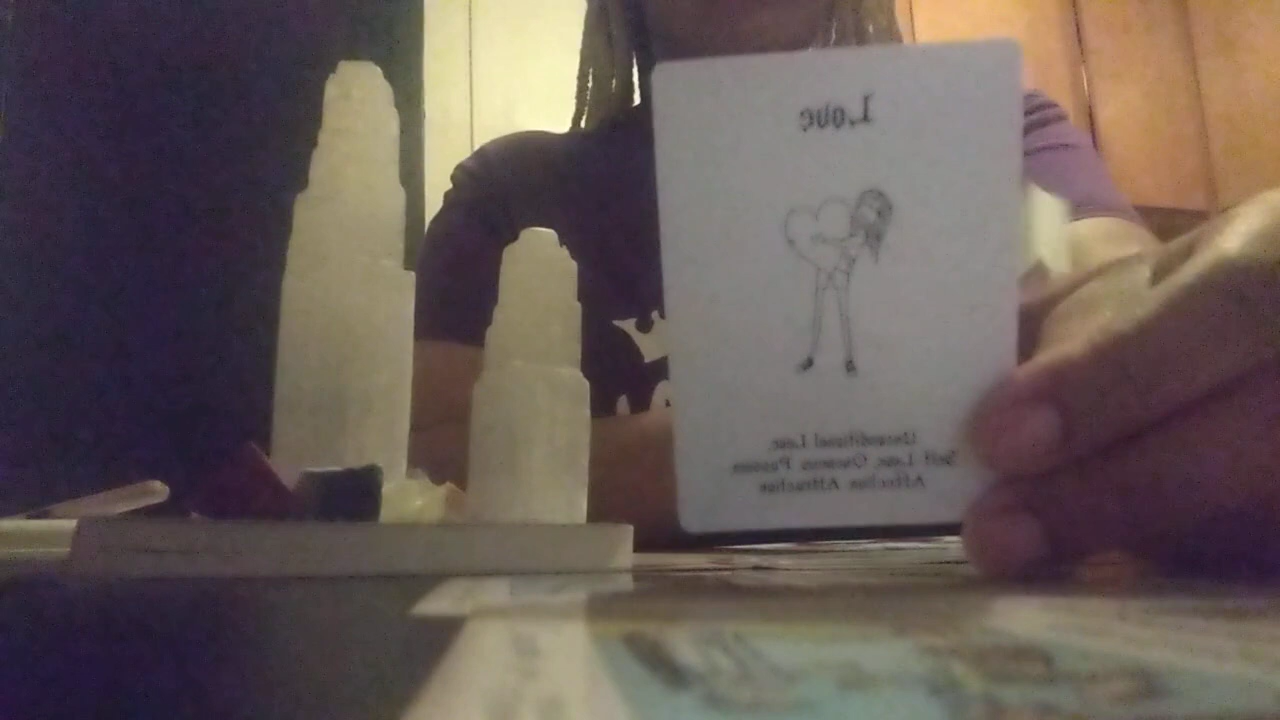 Love
Unconditional Love,
Self Love, Oneness, Passion,
Affection, Attraction